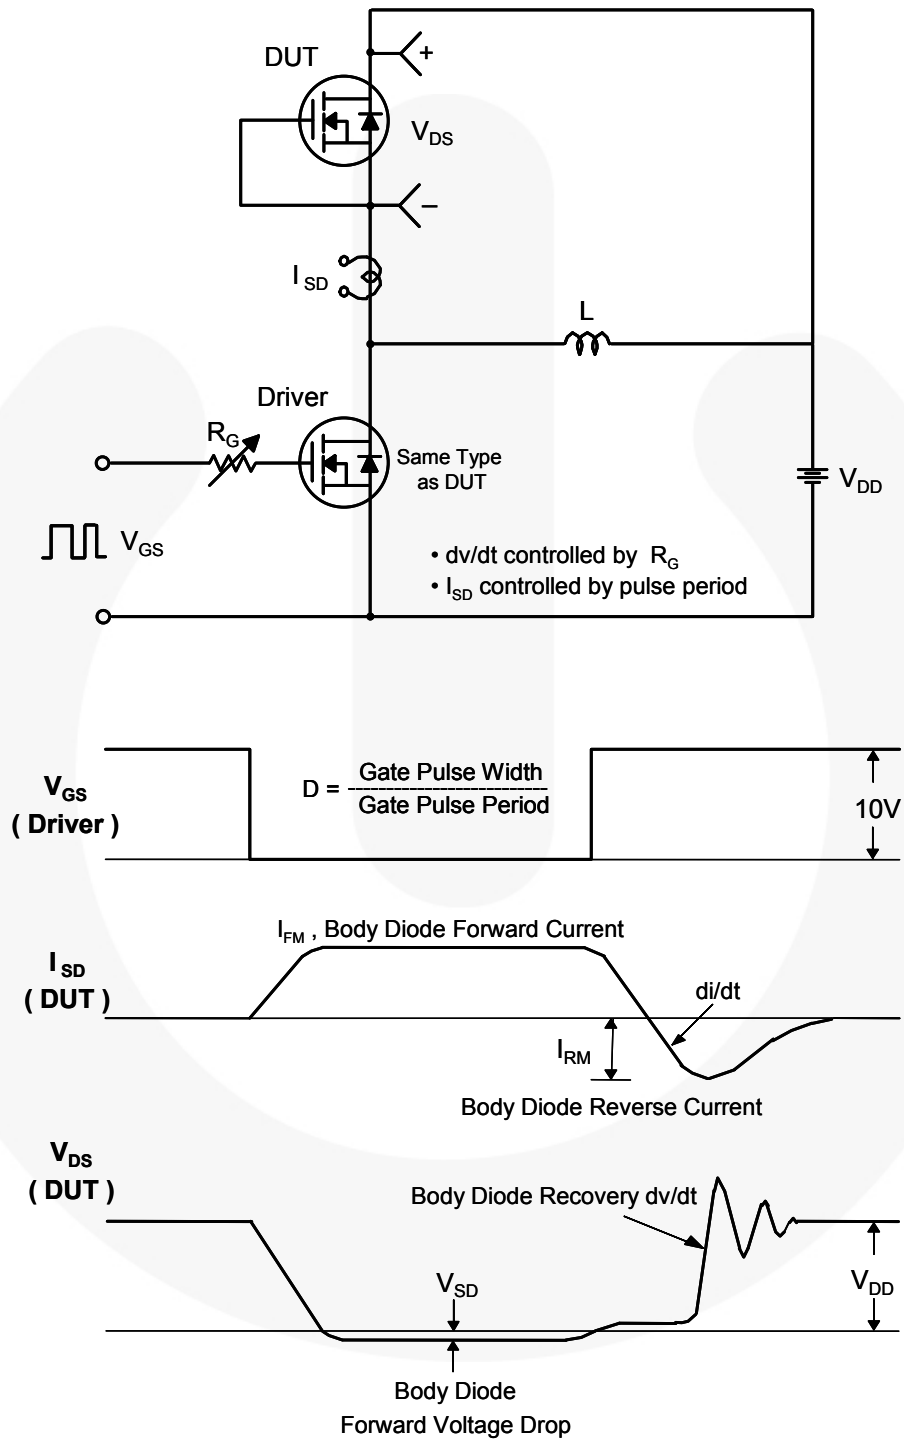 DUT
+
V_DS
–
I_SD
L
Driver
R_G
Same Type
as DUT
V_DD
V_GS
• dv/dt controlled by R_G
• I_SD controlled by pulse period
V_GS
( Driver )
D = Gate Pulse Width
Gate Pulse Period
10V
I_FM , Body Diode Forward Current
I_SD
( DUT )
di/dt
I_RM
Body Diode Reverse Current
V_DS
( DUT )
Body Diode Recovery dv/dt
V_SD
V_DD
Body Diode
Forward Voltage Drop